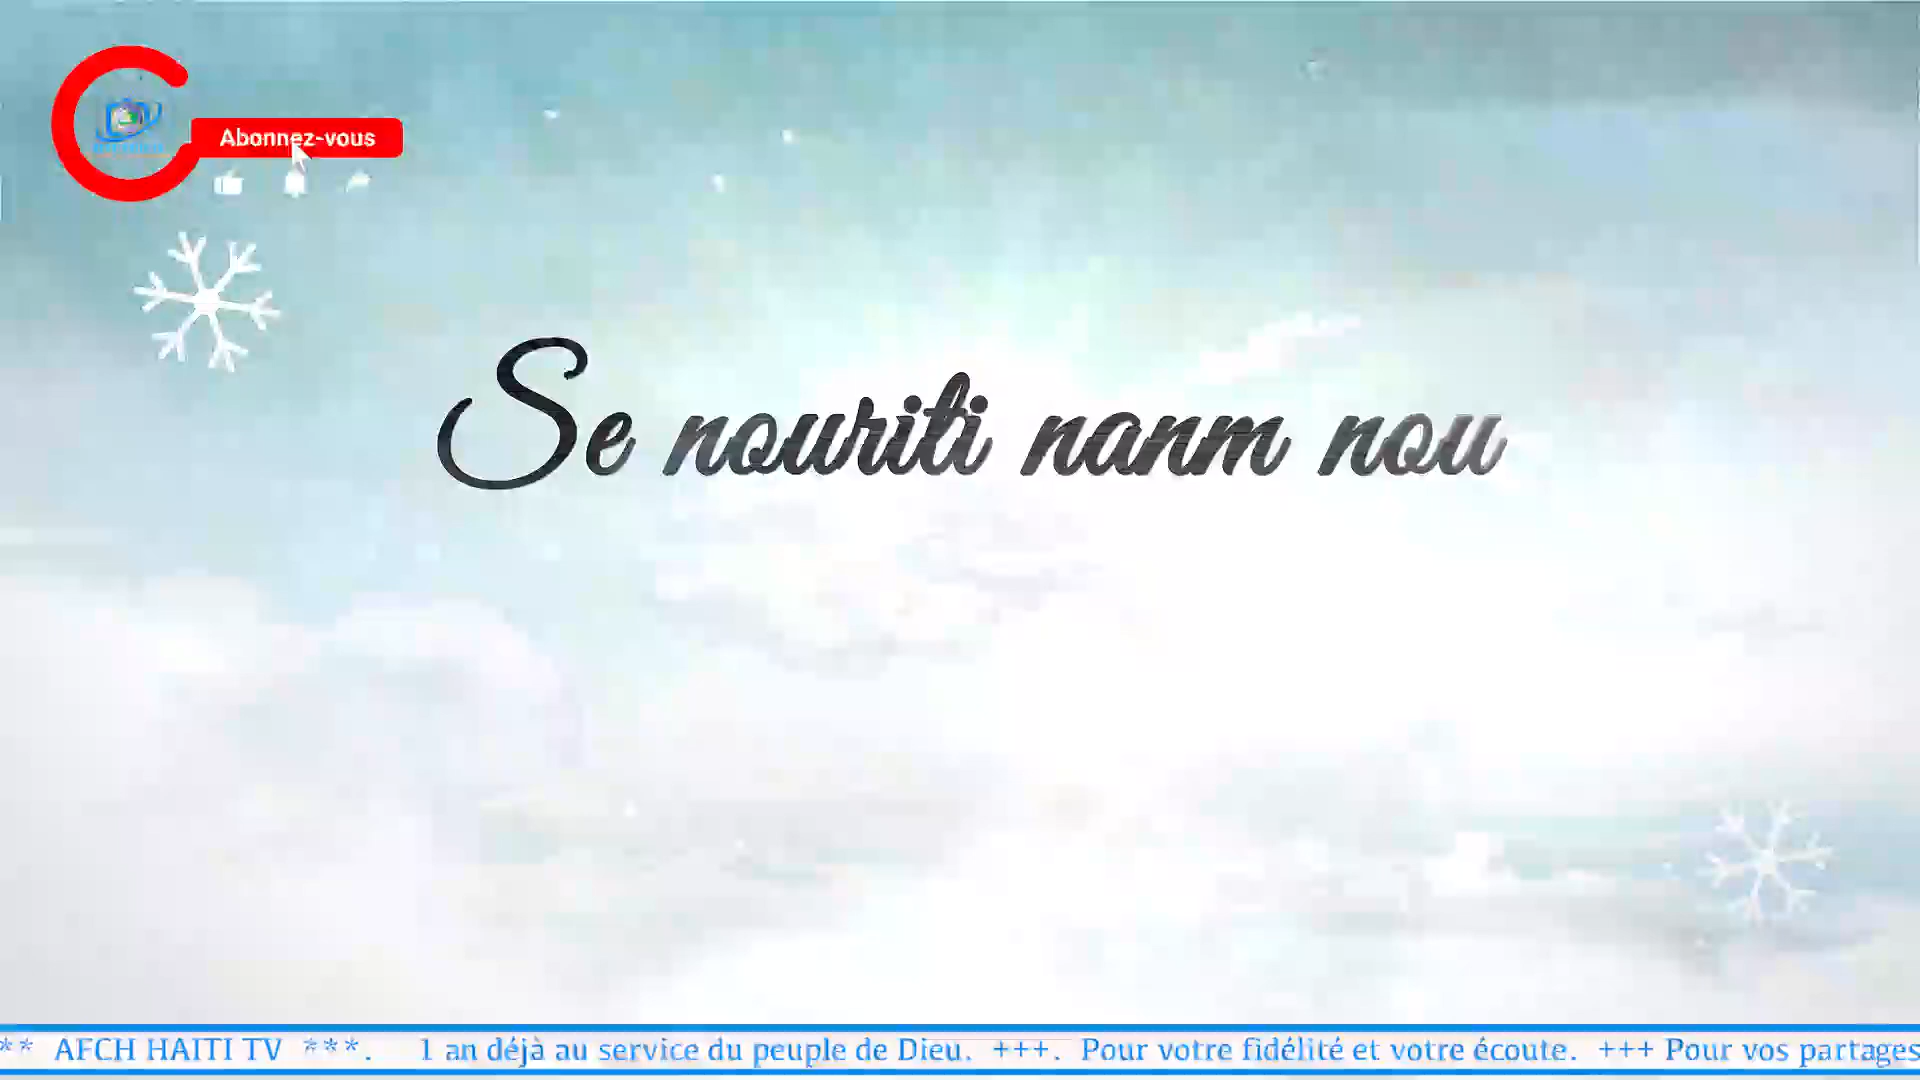 Abonnez-vous
Se nouriti nanm nou
** AFCH HAITI TV ***. 1 an déjà au service du peuple de Dieu. +++. Pour votre fidélité et votre écoute. +++ Pour vos partages